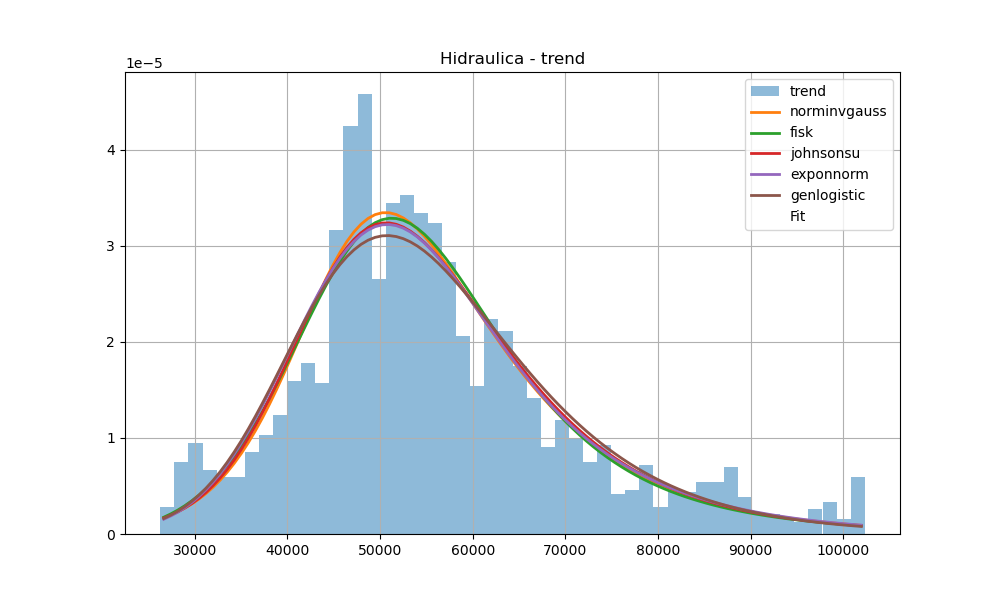 Hidraulica - trend
1e−5
trend
norminvgauss
fisk
johnsonsu
exponnorm
genlogistic
Fit
4
3
2
1
0
30000 40000 50000 60000 70000 80000 90000 100000